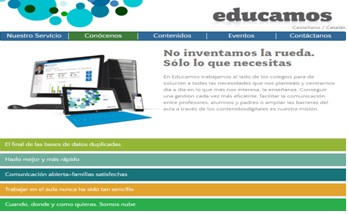 educamos
Castellano / Catalán
Nuestro Servicio
Conócenos
Contenidos
Eventos
Contáctanos
No inventamos la rueda.
Sólo lo que necesitas
En Educamos trabajamos al lado de los colegios para dar
solución a todas las necesidades que nos planteáis y centrarnos
día a día en lo que más nos interesa, la enseñanza. Conseguir
una gestión cada vez más eficiente, facilitar la comunicación
entre profesores, alumnos y padres o ampliar las barreras del
aula a través de los contenidosdigitales es nuestra misión.
El final de las bases de datos duplicadas
Hazlo mejor y más rápido
Comunicación abierta=familias satisfechas
Trabajar en el aula nunca ha sido tan sencillo
Cuando, donde y como quieras. Somos nube